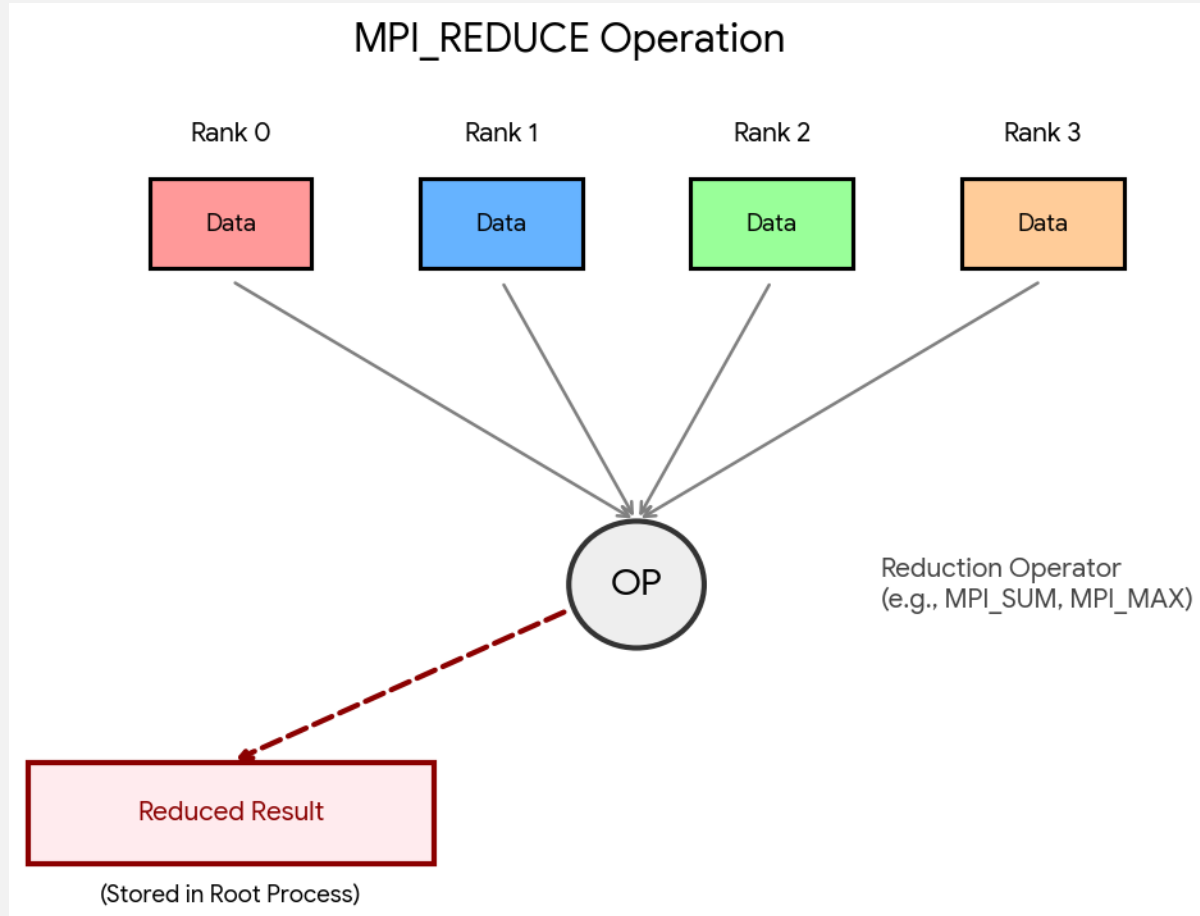 MPI_REDUCE Operation
Rank 0
Rank 1
Rank 2
Rank 3
Data
Data
Data
Data
OP
Reduction Operator
(e.g., MPI_SUM, MPI_MAX)
Reduced Result
(Stored in Root Process)